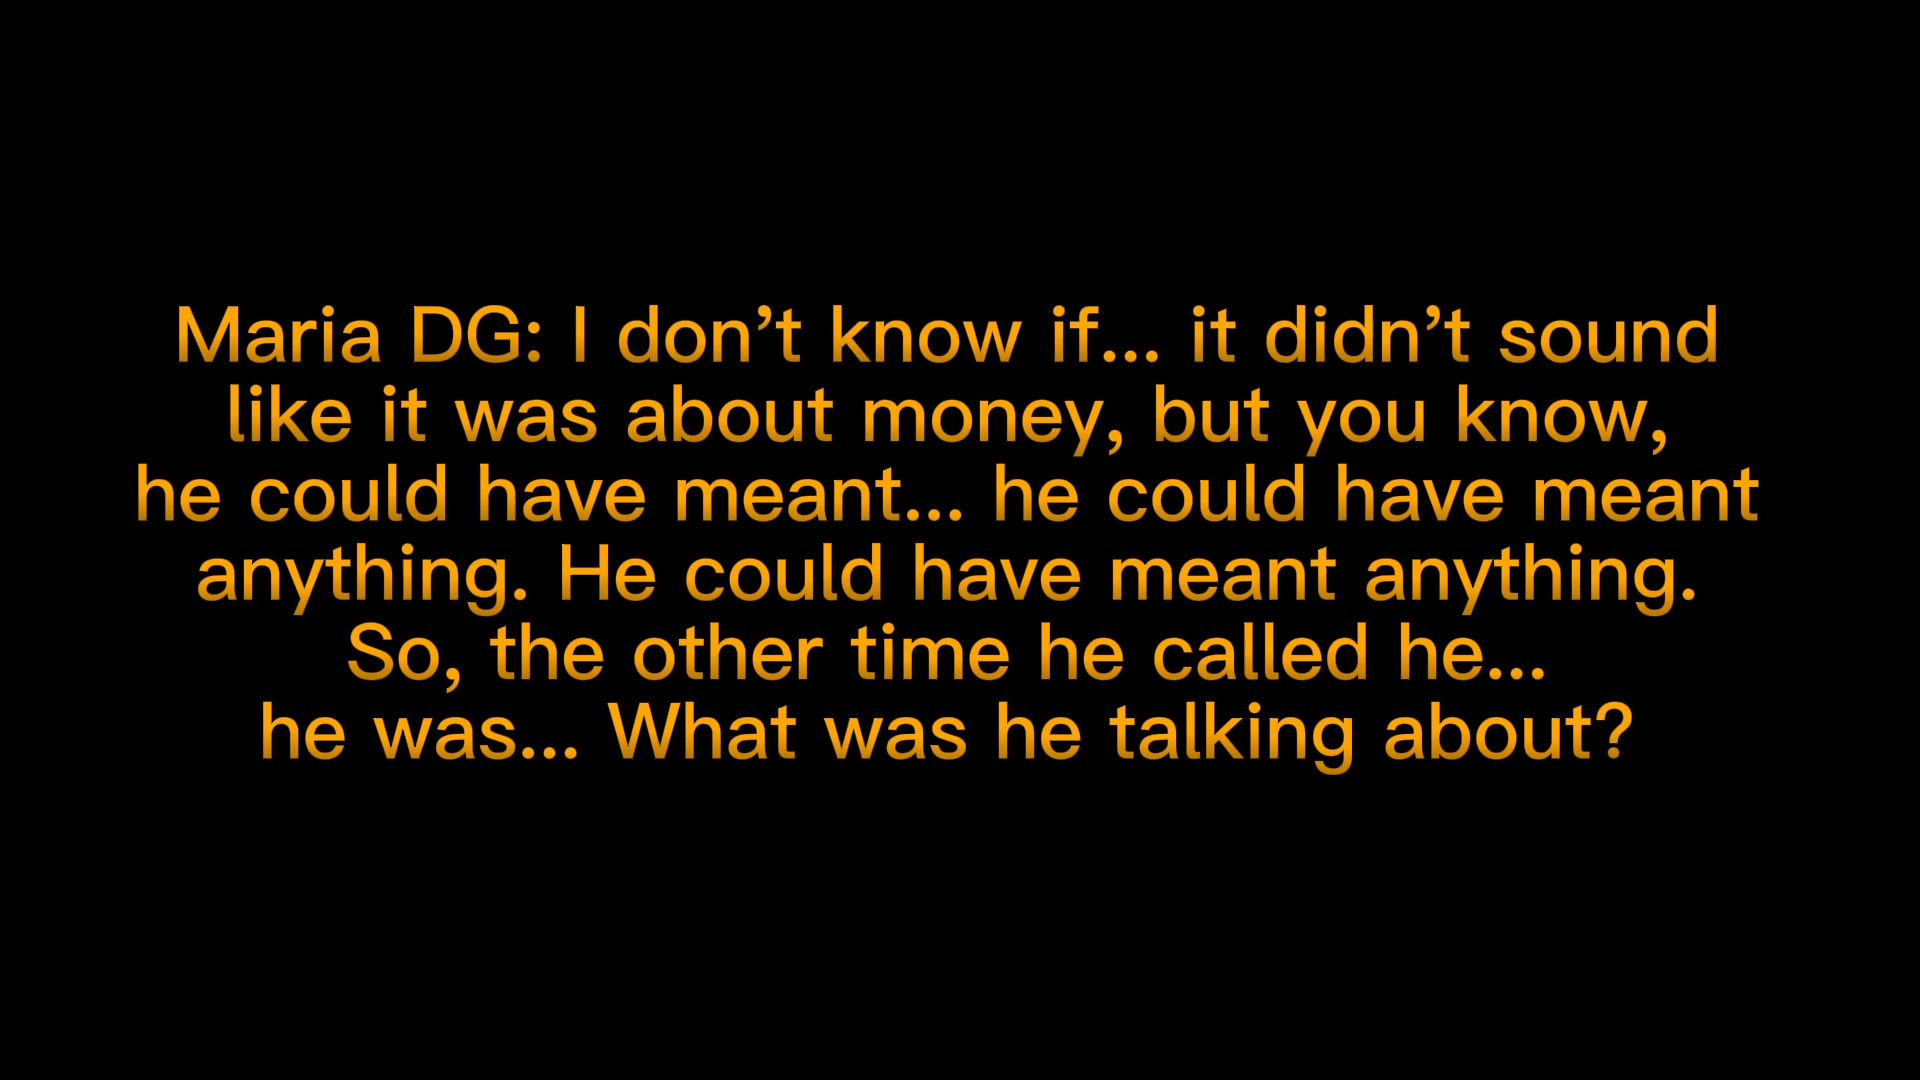 Maria DG: I don’t know if... it didn’t sound
like it was about money, but you know,
he could have meant... he could have meant
anything. He could have meant anything.
So, the other time he called he...
he was... What was he talking about?